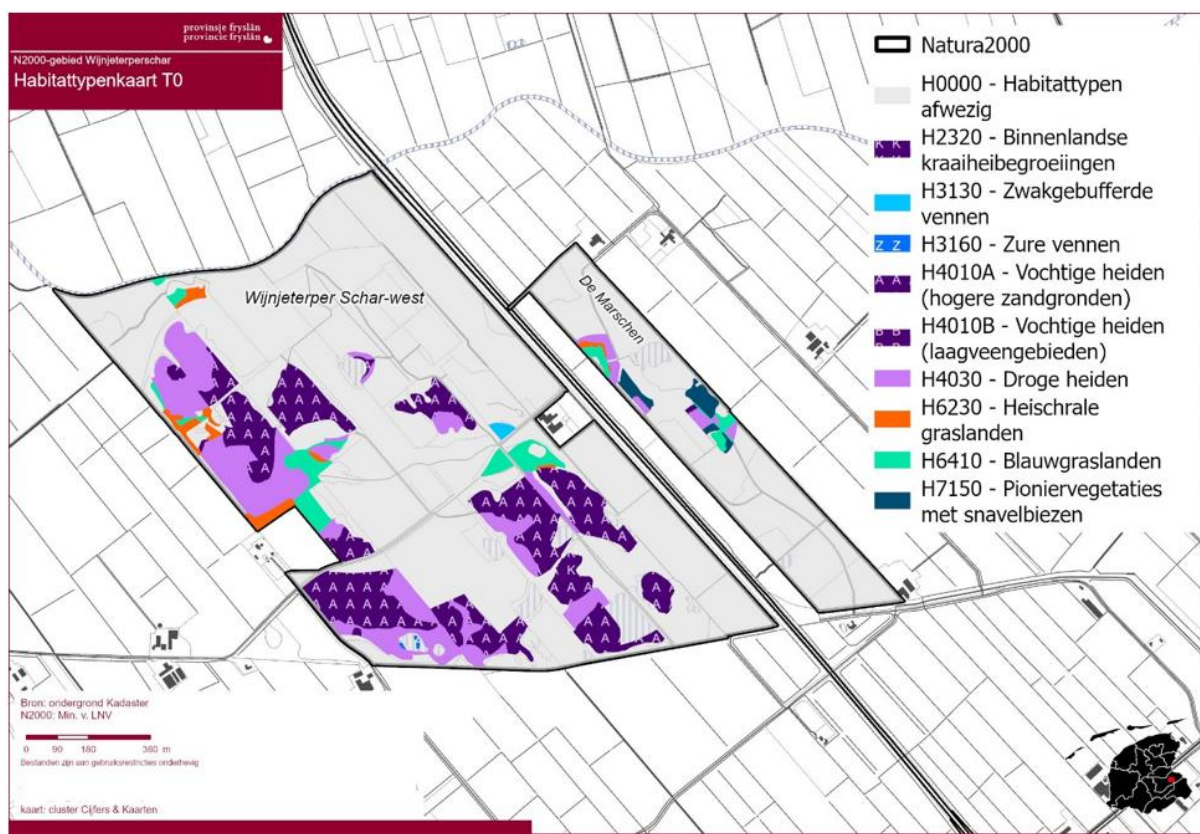 provinsje fryslân
provincie fryslân
N2000-gebied Wijnjeterperschar
Habitattypenkaart T0
Wijnjeterper Schar-west
De Marschen
Natura2000
H0000 - Habitattypen
afwezig
H2320 - Binnenlandse
kraaiheibegroeiingen
H3130 - Zwakgebufferde
vennen
H3160 - Zure vennen
H4010A - Vochtige heiden
(hogere zandgronden)
H4010B - Vochtige heiden
(laagveengebieden)
H4030 - Droge heiden
H6230 - Heischrale
graslanden
H6410 - Blauwgraslanden
H7150 - Pioniervegetaties
met snavelbiezen
Bron: ondergrond Kadaster
N2000: Min. v. LNV
0 90 180 360 m
Bestanden zijn aan gebruiksrestricties onderhevig
kaart: cluster Cijfers & Kaarten